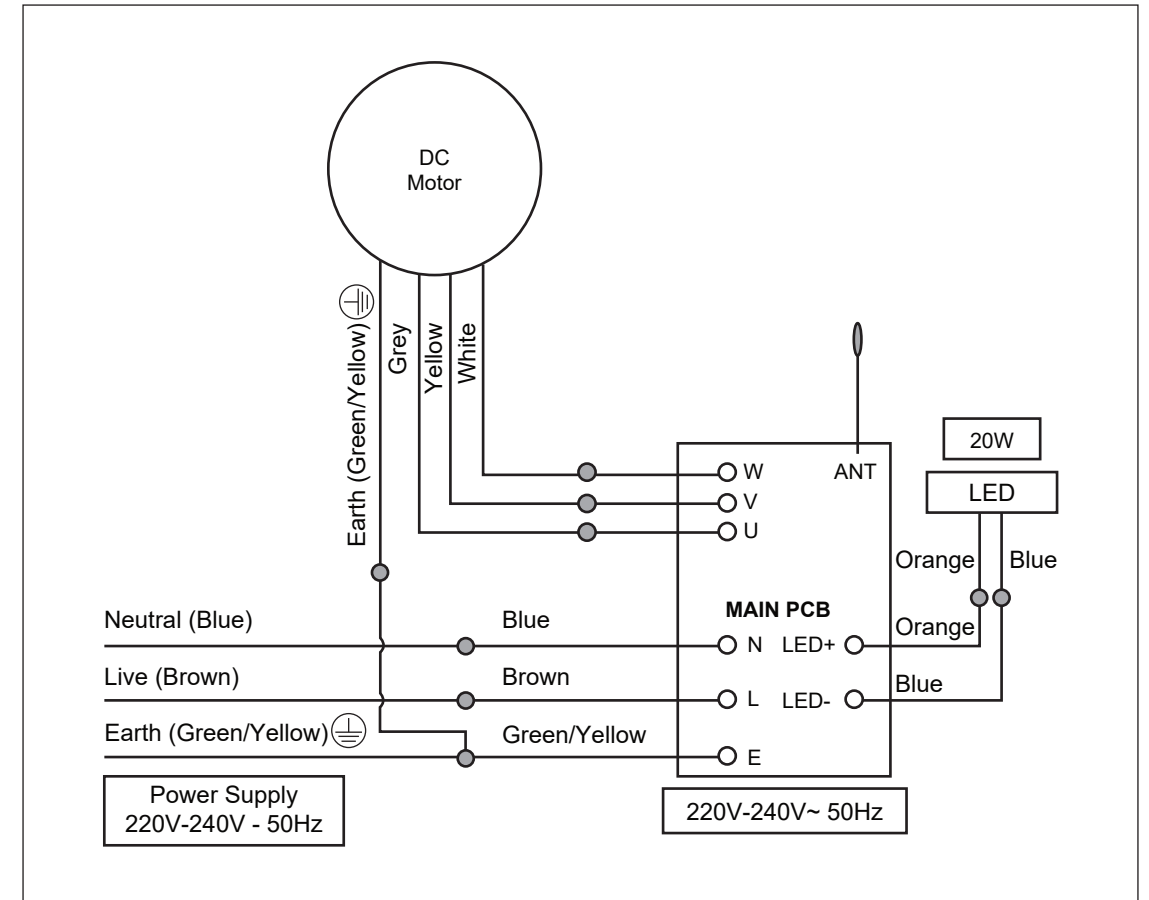 DC
Motor
Earth (Green/Yellow)
Grey
Yellow
White
W
V
U
ANT
20W
LED
Orange
Blue
MAIN PCB
Neutral (Blue)
Blue
N
LED+
Orange
Live (Brown)
Brown
L
LED-
Blue
Earth (Green/Yellow)
Green/Yellow
E
Power Supply
220V-240V - 50Hz
220V-240V~ 50Hz